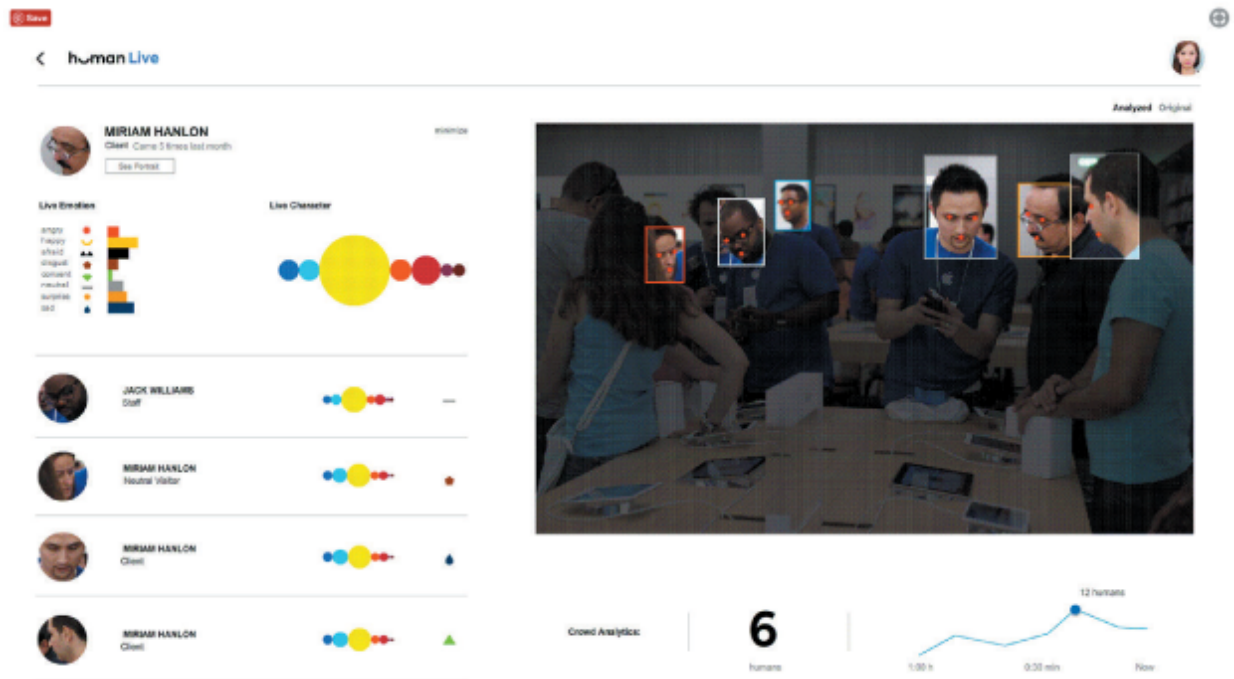 Save
human Live
Analyzed Original
MIRIAM HANLON
Client Came 5 times last month
minimize
See Portrait
Live Emotion
Live Character
angry
happy
afraid
disgust
consent
neutral
surprise
sad
JACK WILLIAMS
Staff
MIRIAM HANLON
Neutral Visitor
MIRIAM HANLON
Client
MIRIAM HANLON
Client
Crowd Analytics:
6
humans
12 humans
1:00 h
0:30 min
Now